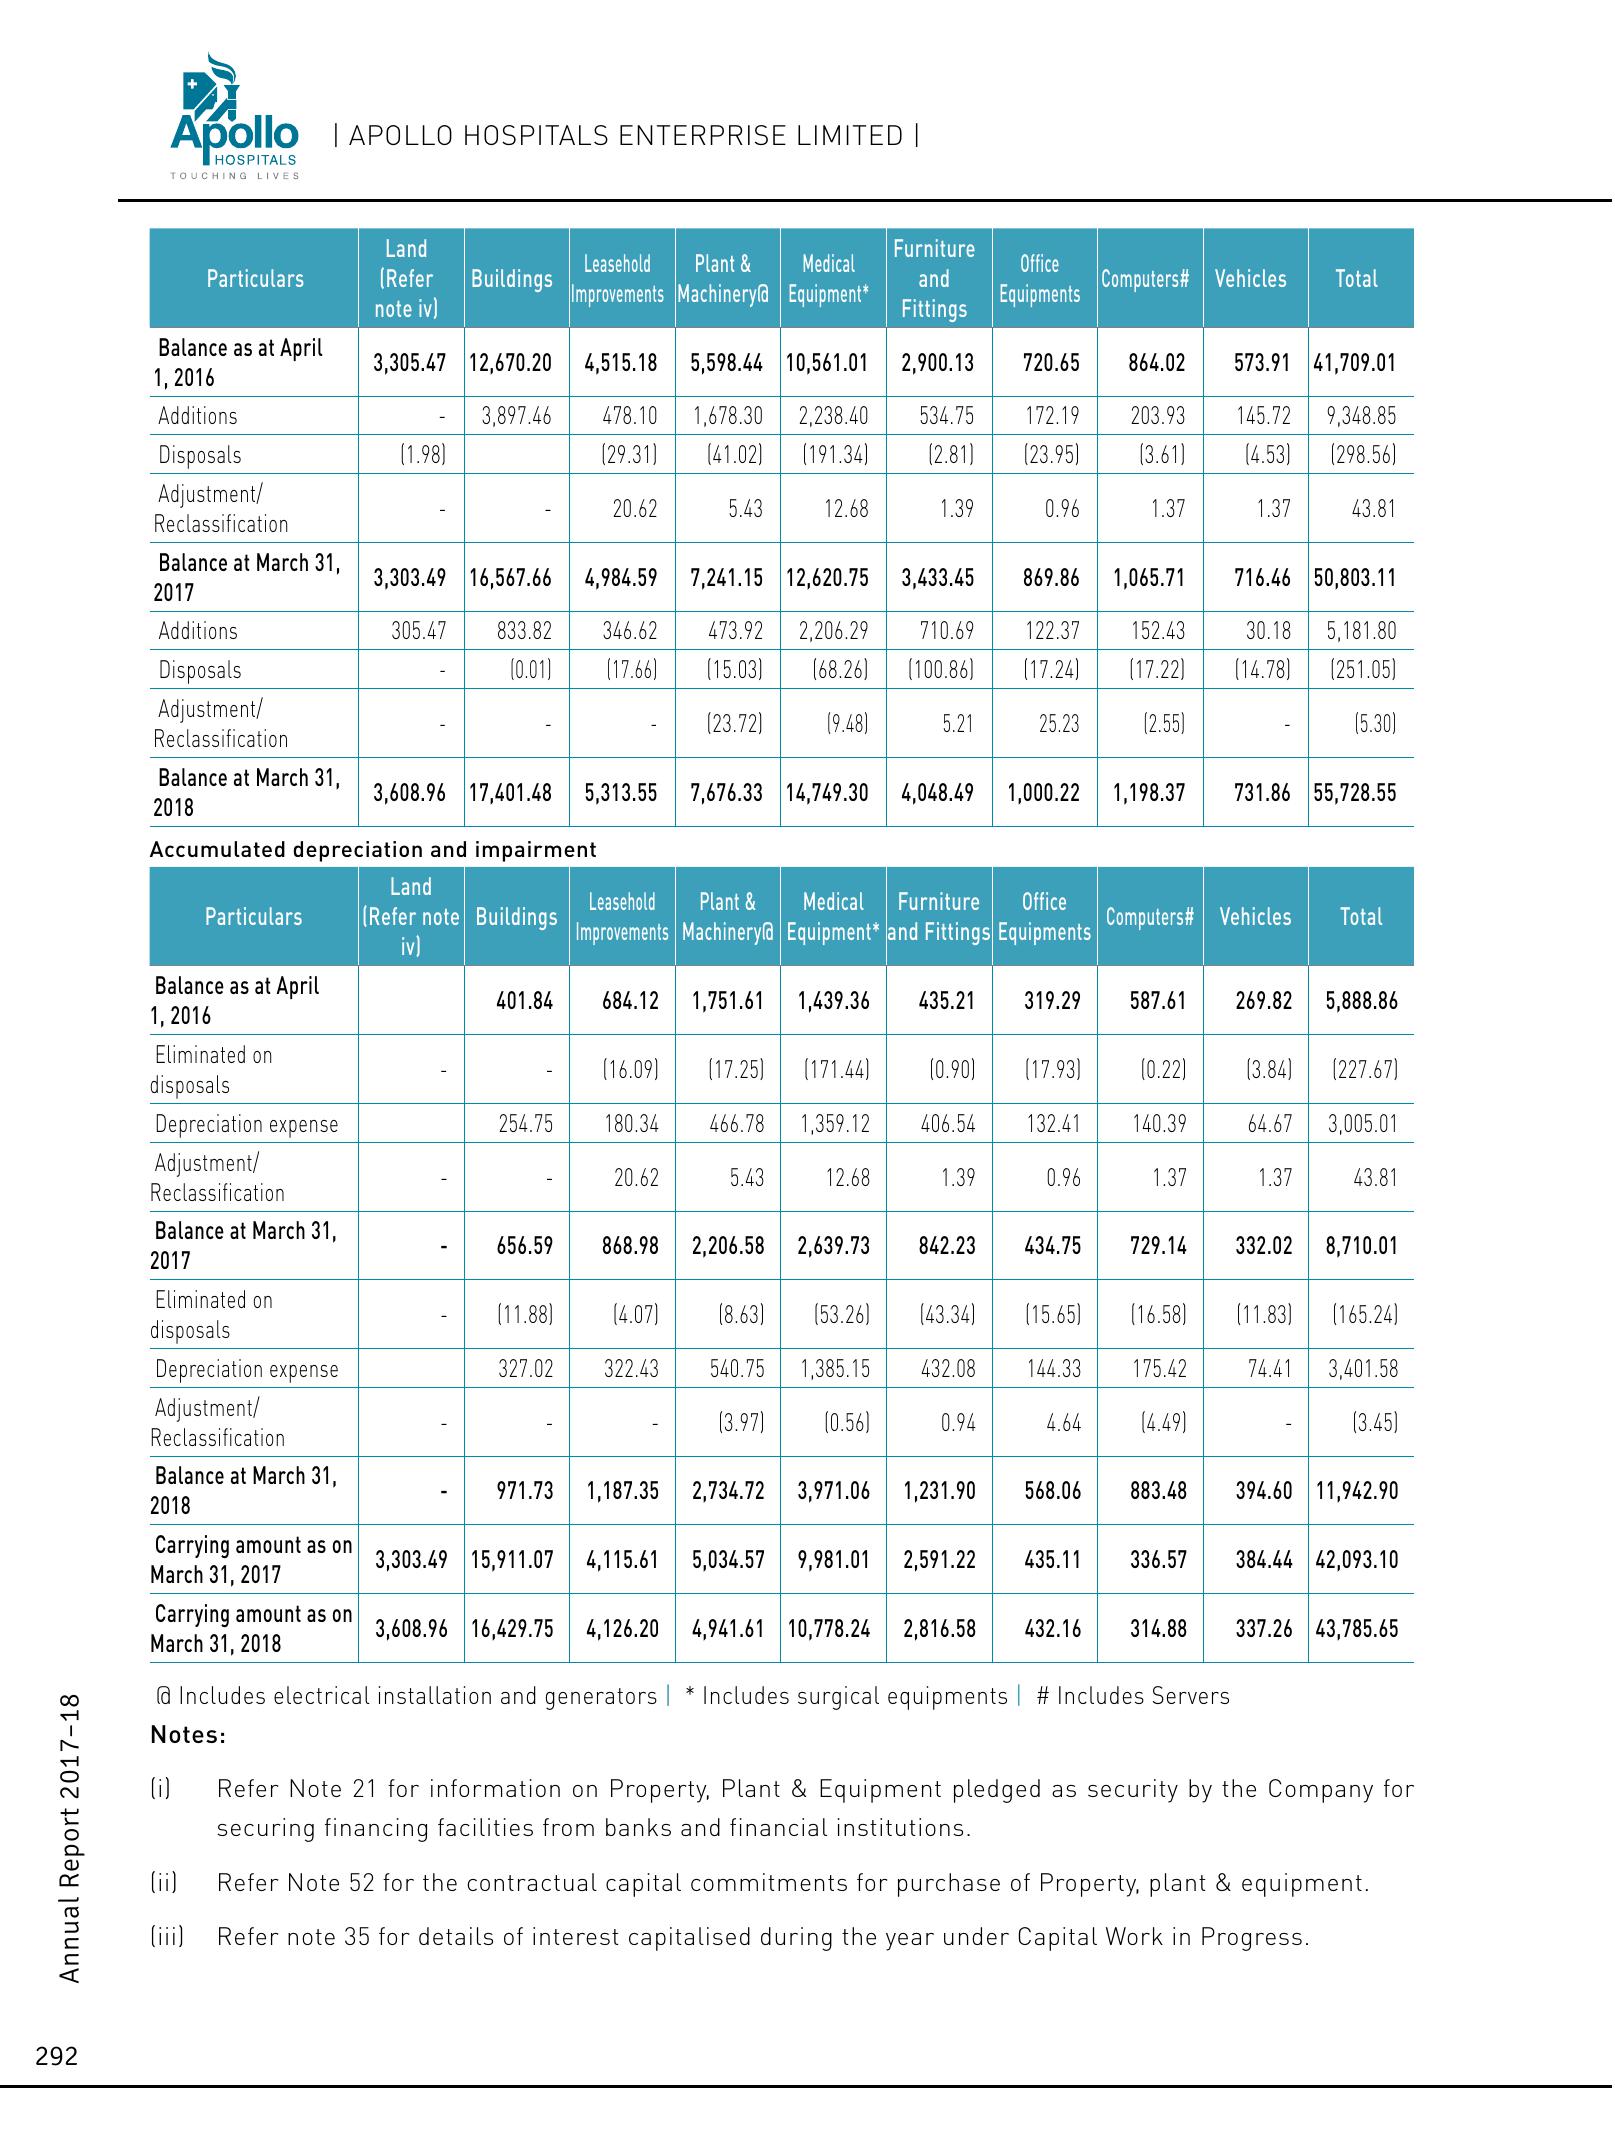 Apollo
HOSPITALS
TOUCHING LIVES
| APOLLO HOSPITALS ENTERPRISE LIMITED |
Particulars Land (Refer note iv) Buildings Leasehold Improvements Plant & Machinery@ Medical Equipment* Furniture and Fittings Office Equipments Computers# Vehicles Total
Balance as at April 1, 2016 3,305.47 12,670.20 4,515.18 5,598.44 10,561.01 2,900.13 720.65 864.02 573.91 41,709.01
Additions - 3,897.46 478.10 1,678.30 2,238.40 534.75 172.19 203.93 145.72 9,348.85
Disposals (1.98) (29.31) (41.02) (191.34) (2.81) (23.95) (3.61) (4.53) (298.56)
Adjustment/ Reclassification - - 20.62 5.43 12.68 1.39 0.96 1.37 1.37 43.81
Balance at March 31, 2017 3,303.49 16,567.66 4,984.59 7,241.15 12,620.75 3,433.45 869.86 1,065.71 716.46 50,803.11
Additions 305.47 833.82 346.62 473.92 2,206.29 710.69 122.37 152.43 30.18 5,181.80
Disposals - (0.01) (17.66) (15.03) (68.26) (100.86) (17.24) (17.22) (14.78) (251.05)
Adjustment/ Reclassification - - - (23.72) (9.48) 5.21 25.23 (2.55) - (5.30)
Balance at March 31, 2018 3,608.96 17,401.48 5,313.55 7,676.33 14,749.30 4,048.49 1,000.22 1,198.37 731.86 55,728.55
Accumulated depreciation and impairment
Particulars Land (Refer note iv) Buildings Leasehold Improvements Plant & Machinery@ Medical Equipment* Furniture and Fittings Office Equipments Computers# Vehicles Total
Balance as at April 1, 2016 401.84 684.12 1,751.61 1,439.36 435.21 319.29 587.61 269.82 5,888.86
Eliminated on disposals - - (16.09) (17.25) (171.44) (0.90) (17.93) (0.22) (3.84) (227.67)
Depreciation expense 254.75 180.34 466.78 1,359.12 406.54 132.41 140.39 64.67 3,005.01
Adjustment/ Reclassification - - 20.62 5.43 12.68 1.39 0.96 1.37 1.37 43.81
Balance at March 31, 2017 - 656.59 868.98 2,206.58 2,639.73 842.23 434.75 729.14 332.02 8,710.01
Eliminated on disposals - (11.88) (4.07) (8.63) (53.26) (43.34) (15.65) (16.58) (11.83) (165.24)
Depreciation expense 327.02 322.43 540.75 1,385.15 432.08 144.33 175.42 74.41 3,401.58
Adjustment/ Reclassification - - - (3.97) (0.56) 0.94 4.64 (4.49) - (3.45)
Balance at March 31, 2018 - 971.73 1,187.35 2,734.72 3,971.06 1,231.90 568.06 883.48 394.60 11,942.90
Carrying amount as on March 31, 2017 3,303.49 15,911.07 4,115.61 5,034.57 9,981.01 2,591.22 435.11 336.57 384.44 42,093.10
Carrying amount as on March 31, 2018 3,608.96 16,429.75 4,126.20 4,941.61 10,778.24 2,816.58 432.16 314.88 337.26 43,785.65
@ Includes electrical installation and generators | * Includes surgical equipments | # Includes Servers
Notes:
(i) Refer Note 21 for information on Property, Plant & Equipment pledged as security by the Company for
securing financing facilities from banks and financial institutions.
(ii) Refer Note 52 for the contractual capital commitments for purchase of Property, plant & equipment.
(iii) Refer note 35 for details of interest capitalised during the year under Capital Work in Progress.
Annual Report 2017–18
292